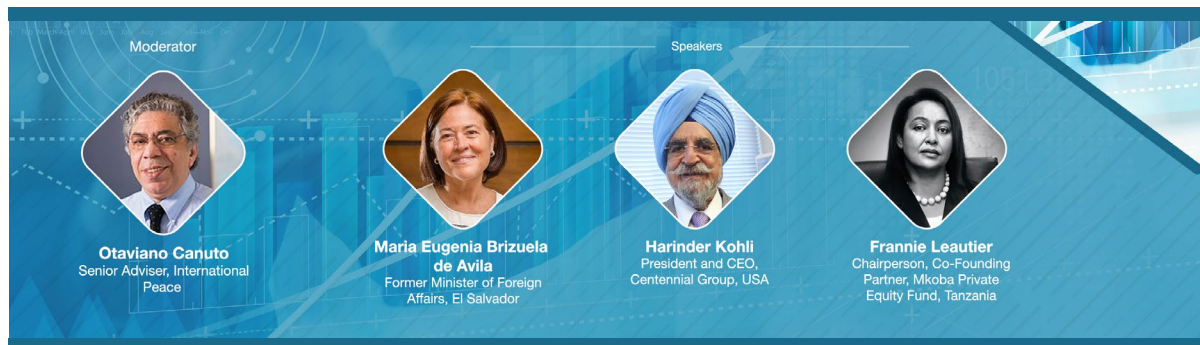 Moderator
Speakers
Otaviano Canuto
Senior Adviser, International
Peace
Maria Eugenia Brizuela
de Avila
Former Minister of Foreign
Affairs, El Salvador
Harinder Kohli
President and CEO,
Centennial Group, USA
Frannie Leautier
Chairperson, Co-Founding
Partner, Mkoba Private
Equity Fund, Tanzania